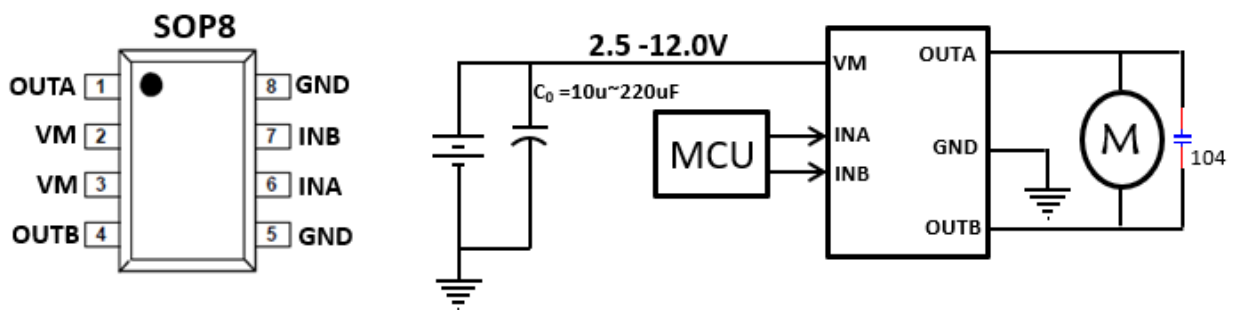 SOP8
OUTA 1
8 GND
VM 2
7 INB
VM 3
6 INA
OUTB 4
5 GND
2.5 -12.0V
C₀ =10u~220uF
MCU
VM
OUTA
INA
GND
INB
OUTB
M
104